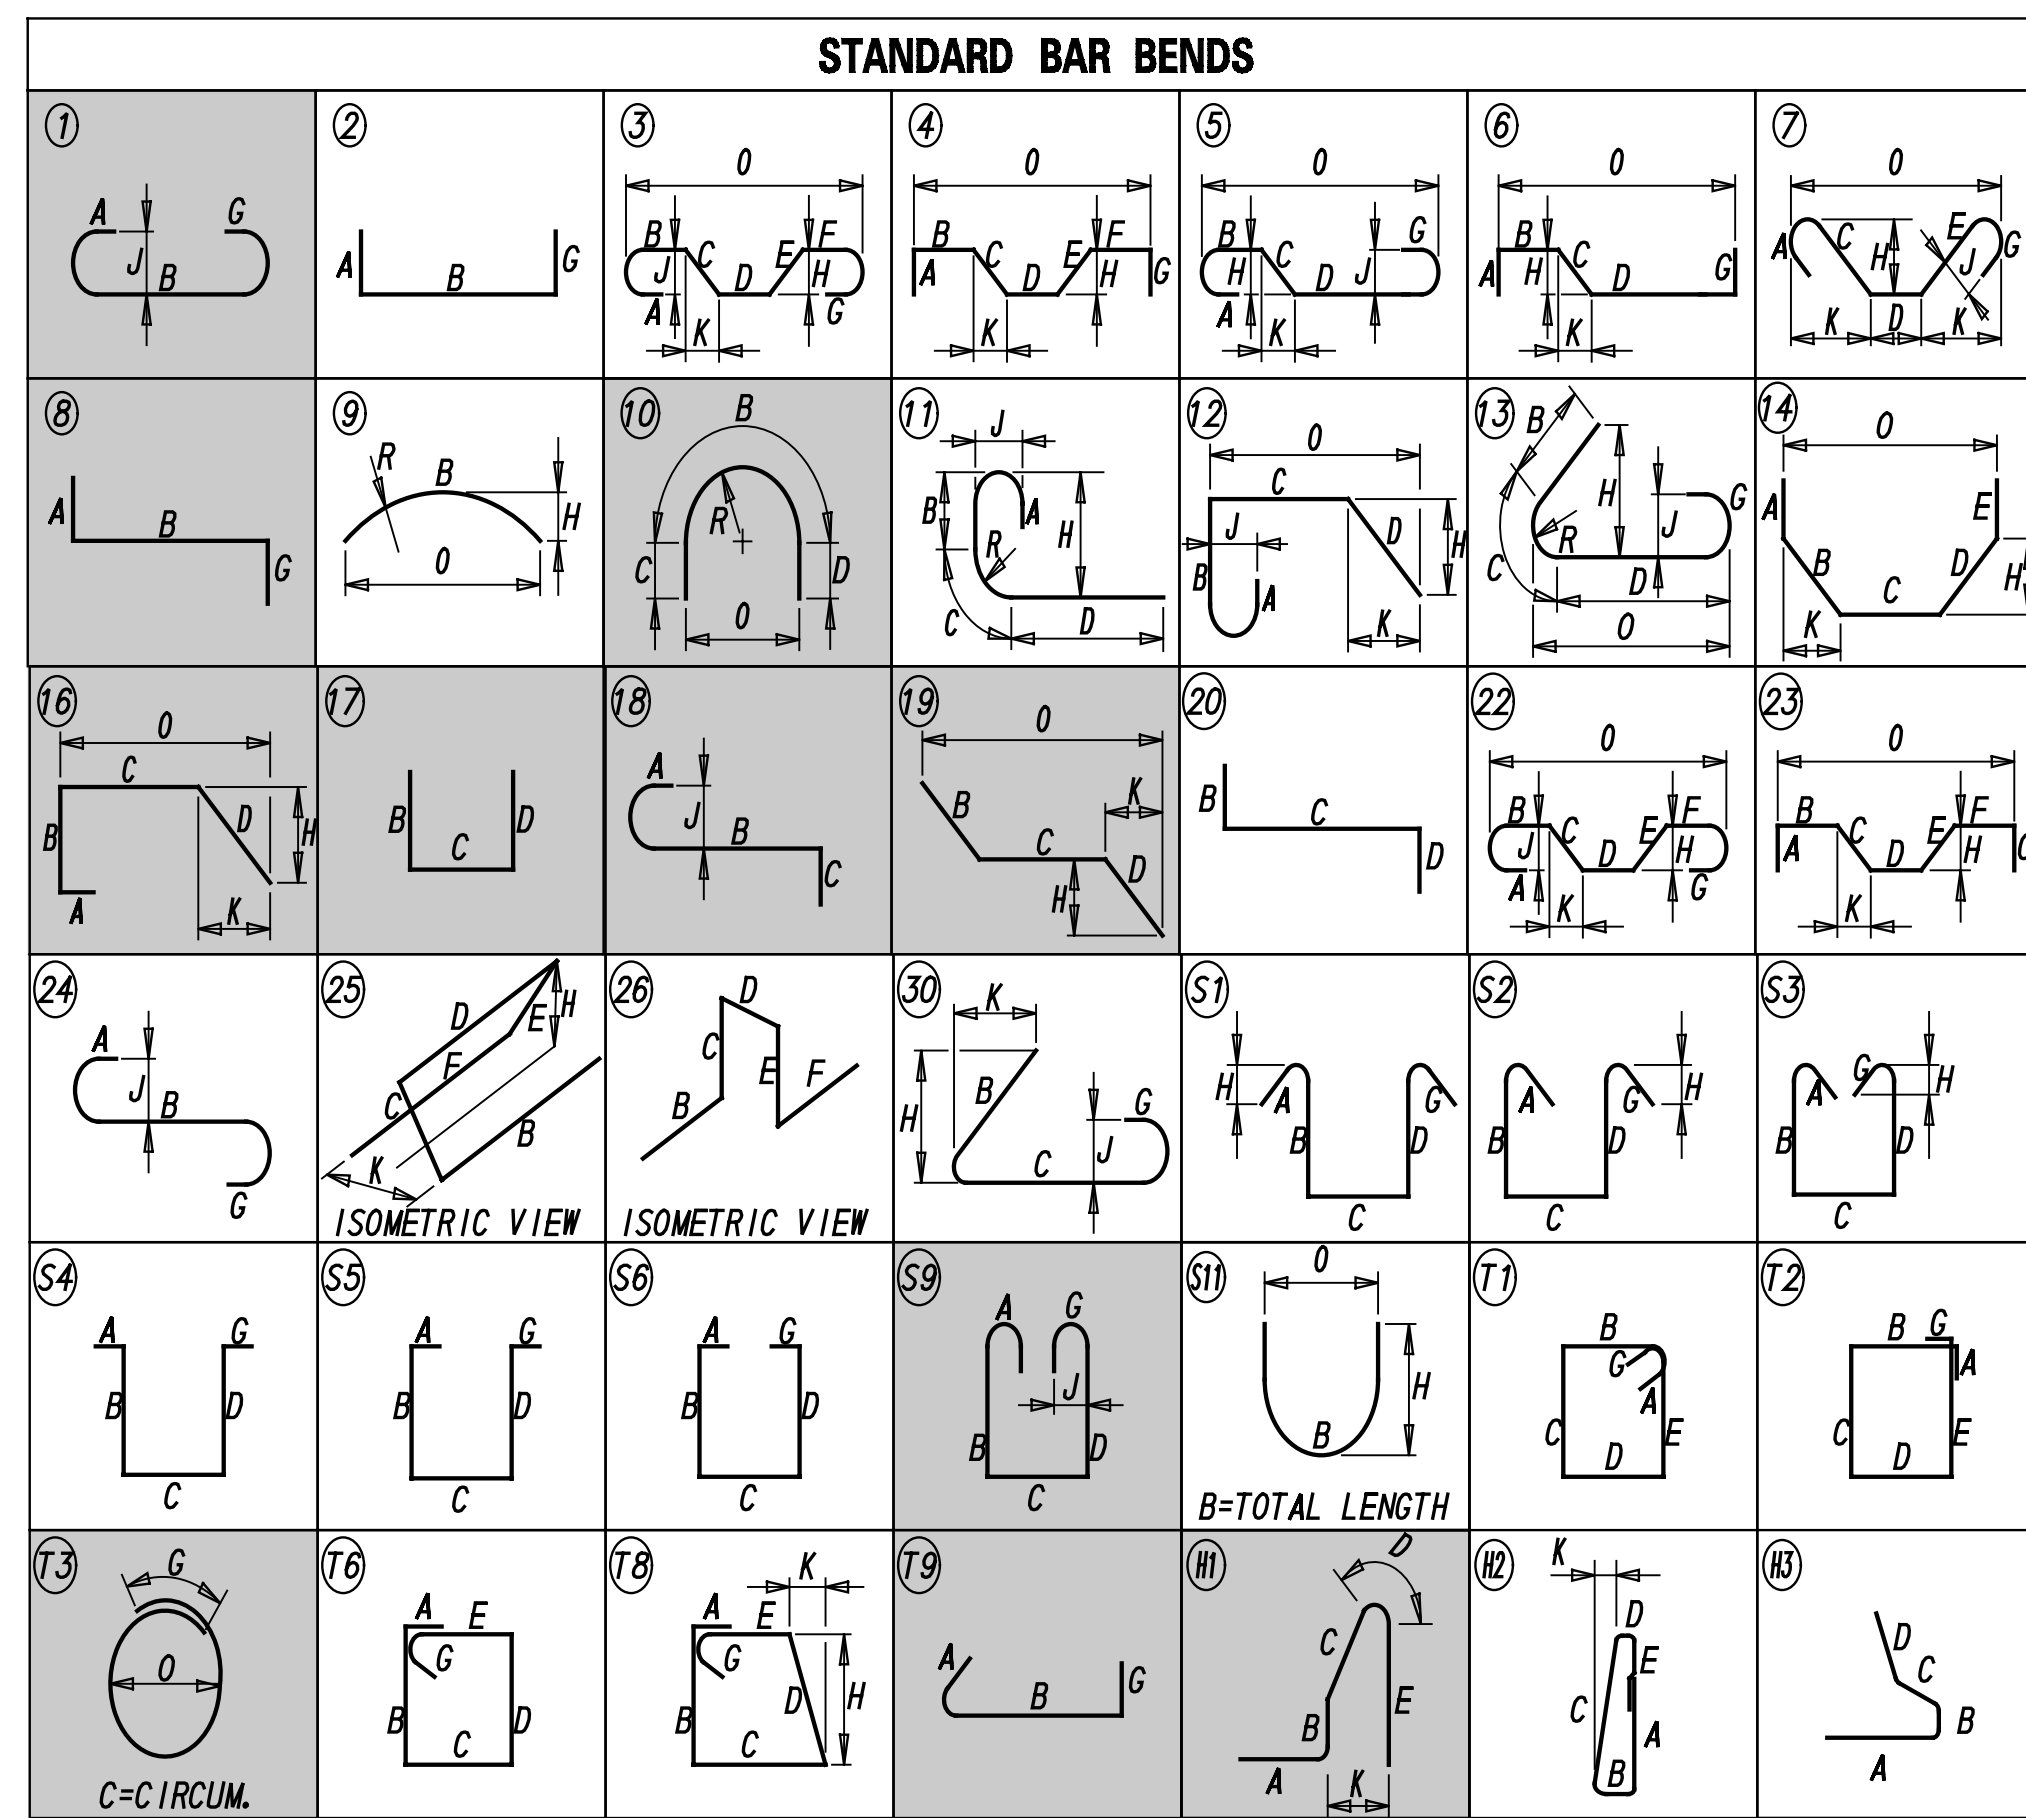 STANDARD BAR BENDS
1
A G
J B
2
A B G
3
O
B C E F
J D H
A K G
4
O
B C E F
A D H G
K
5
O
B C G
H D J
A K
6
O
B C
A H D G
K
7
O
A C H E J G
K D K
8
A B G
9
R B H
O
10
B
R
C D
O
11
J
B A H
R
C D
12
O
C
J D H
B A K
13
B
H J G
R
C D
O
14
O
A E
B C D H
K
16
O
C
B D H
A K
17
B C D
18
A
J B C
19
O
B C K
H D
20
B C D
22
O
B C E F
J D H
A K G
23
O
B C E F
A D H
K
24
A
J B
G
25
D E H
F
C B
K
ISOMETRIC VIEW
26
D
C E F
B
ISOMETRIC VIEW
30
K
B G
H C J
S1
H A G
B D
C
S2
A G H
B D
C
S3
A G H
B D
C
S4
A G
B D
C
S5
A G
B D
C
S6
A G
B D
C
S9
A G
J
B D
C
S11
O
H
B
B=TOTAL LENGTH
T1
B
G A
C D E
T2
B G
A
C D E
T3
G
O
C=CIRCUM.
T6
A E
G
B C D
T8
K
A E
G
B C D H
T9
A B G
H1
D
C
B E
A K
H2
K
D
E
C A
B
H3
D
C
B
A